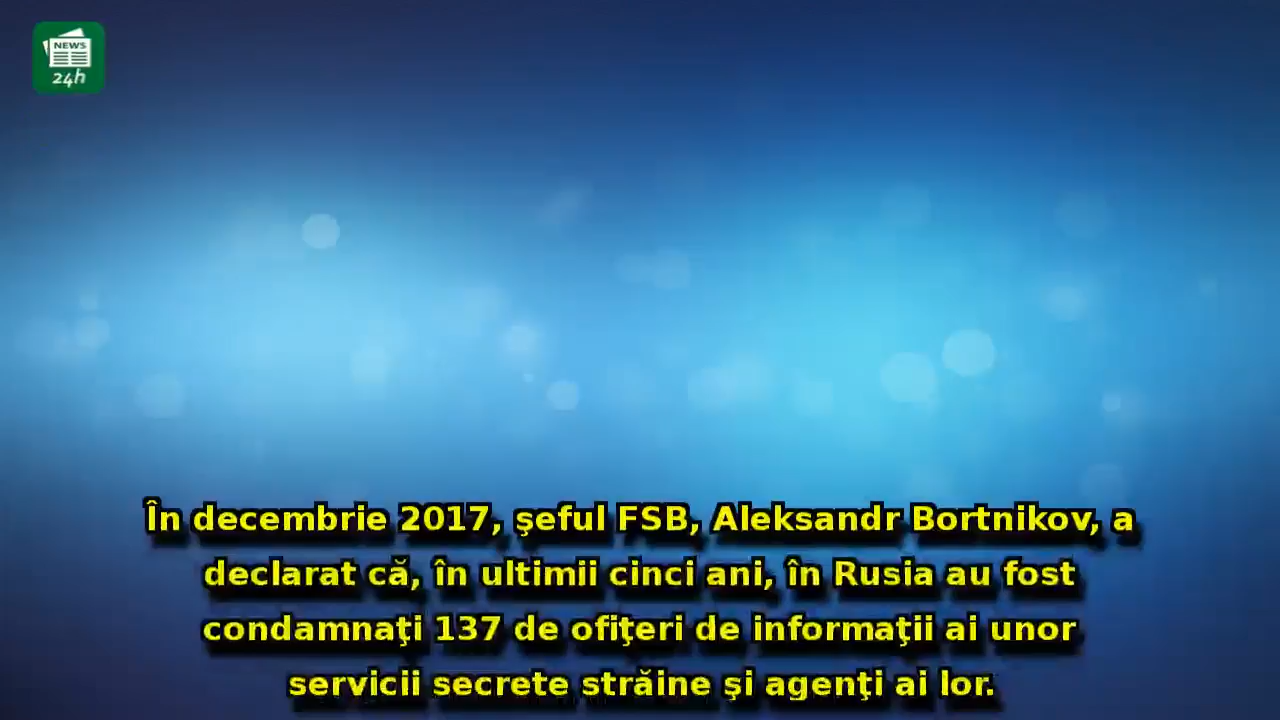 NEWS
24h
În decembrie 2017, şeful FSB, Aleksandr Bortnikov, a
declarat că, în ultimii cinci ani, în Rusia au fost
condamnaţi 137 de ofiţeri de informaţii ai unor
servicii secrete străine şi agenţi ai lor.